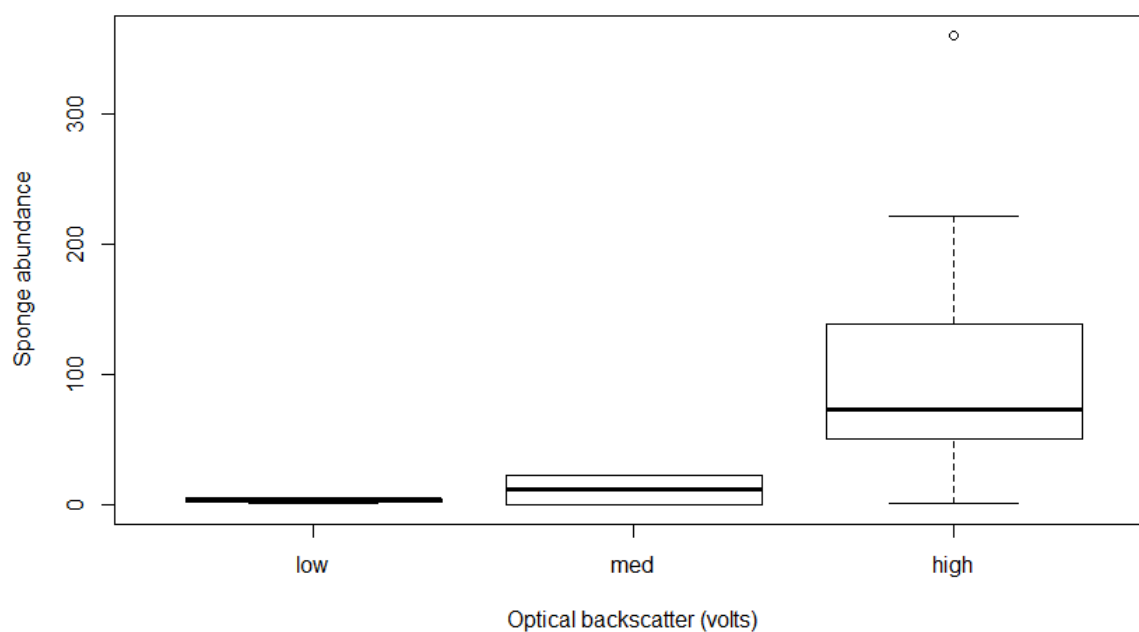 Sponge abundance
300
200
100
0
low med high
Optical backscatter (volts)